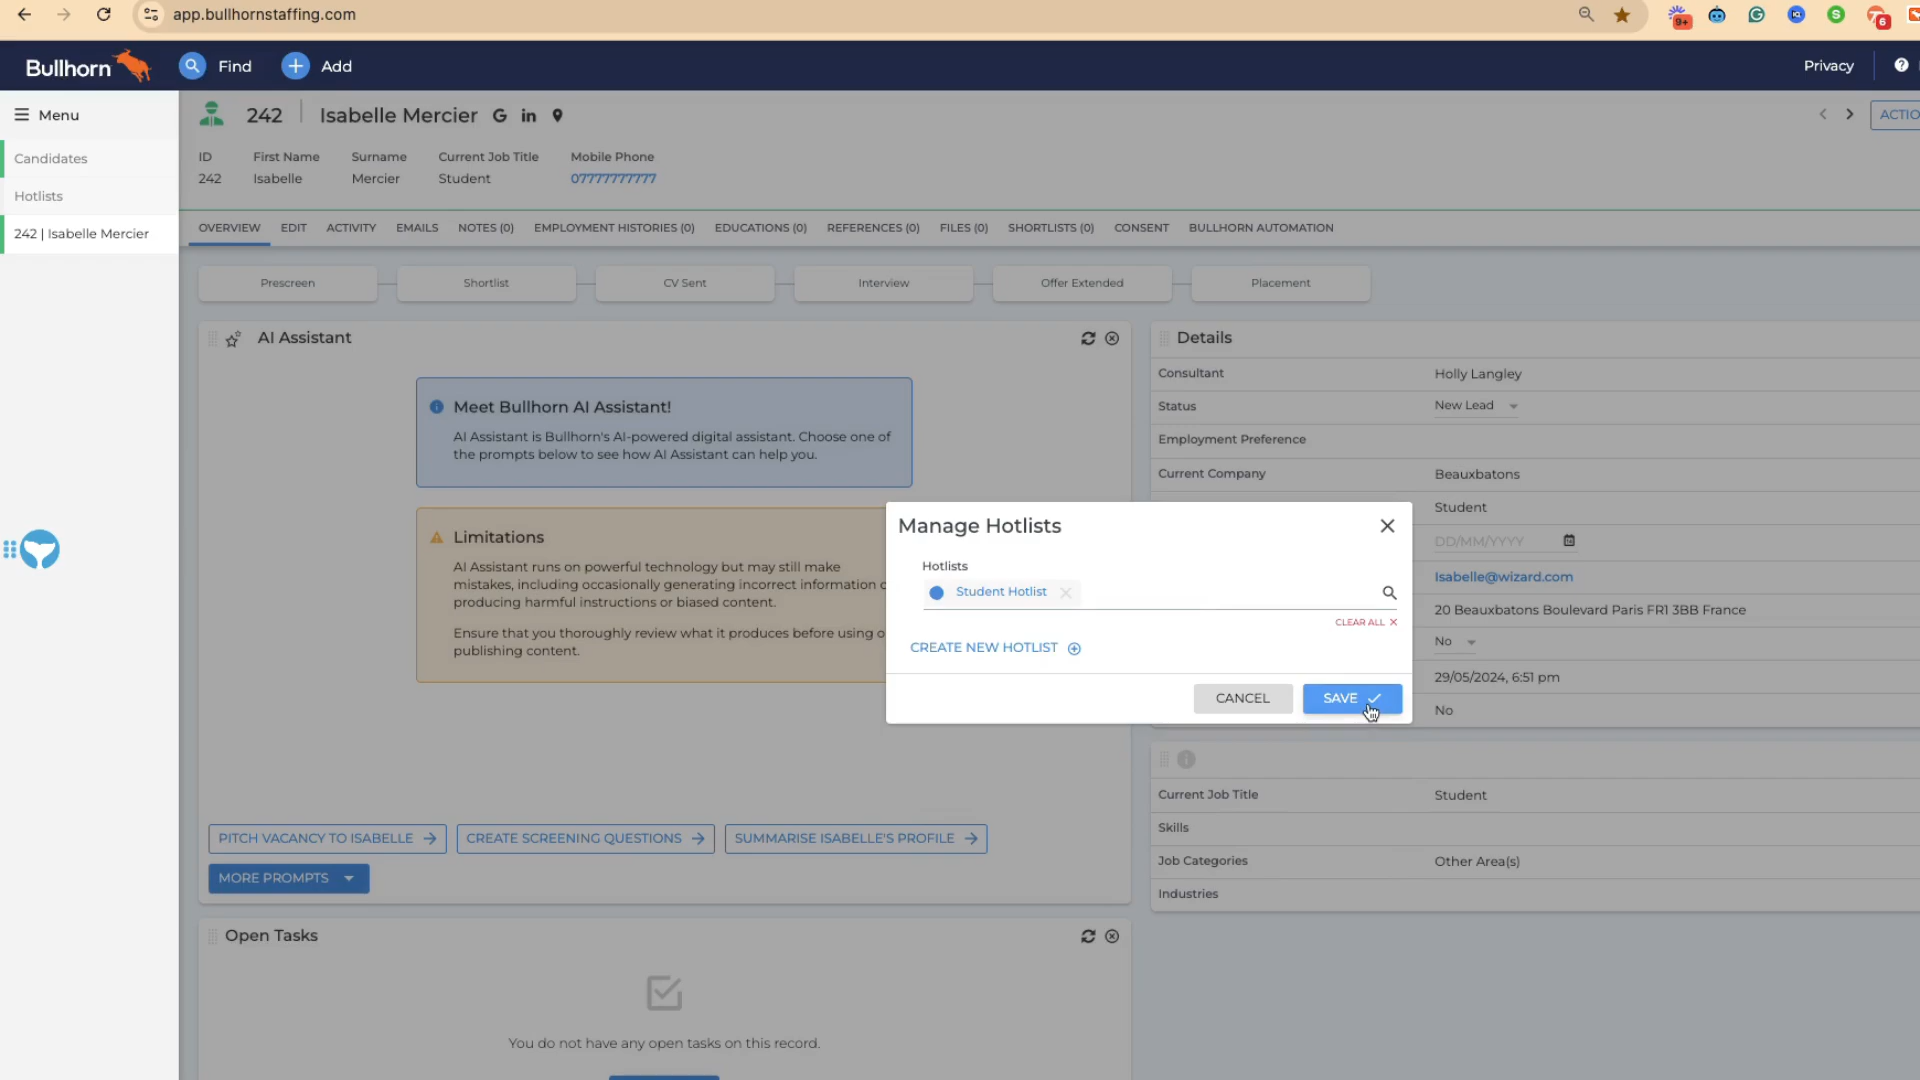 app.bullhornstaffing.com
9+
6
Bullhorn
Find
Add
Privacy
Menu
Candidates
Hotlists
242 | Isabelle Mercier
242 | Isabelle Mercier
ACTIO
ID
First Name
Surname
Current Job Title
Mobile Phone
242
Isabelle
Mercier
Student
07777777777
OVERVIEW
EDIT
ACTIVITY
EMAILS
NOTES (0)
EMPLOYMENT HISTORIES (0)
EDUCATIONS (0)
REFERENCES (0)
FILES (0)
SHORTLISTS (0)
CONSENT
BULLHORN AUTOMATION
Prescreen
Shortlist
CV Sent
Interview
Offer Extended
Placement
AI Assistant
Meet Bullhorn AI Assistant!
AI Assistant is Bullhorn's AI-powered digital assistant. Choose one of
the prompts below to see how AI Assistant can help you.
Limitations
AI Assistant runs on powerful technology but may still make
mistakes, including occasionally generating incorrect information o
producing harmful instructions or biased content.
Ensure that you thoroughly review what it produces before using o
publishing content.
PITCH VACANCY TO ISABELLE
CREATE SCREENING QUESTIONS
SUMMARISE ISABELLE'S PROFILE
MORE PROMPTS
Open Tasks
You do not have any open tasks on this record.
Manage Hotlists
Hotlists
Student Hotlist
CLEAR ALL
CREATE NEW HOTLIST
CANCEL
SAVE
Details
Consultant
Holly Langley
Status
New Lead
Employment Preference
Current Company
Beauxbatons
Student
DD/MM/YYYY
Isabelle@wizard.com
20 Beauxbatons Boulevard Paris FR1 3BB France
No
29/05/2024, 6:51 pm
No
Current Job Title
Student
Skills
Job Categories
Other Area(s)
Industries